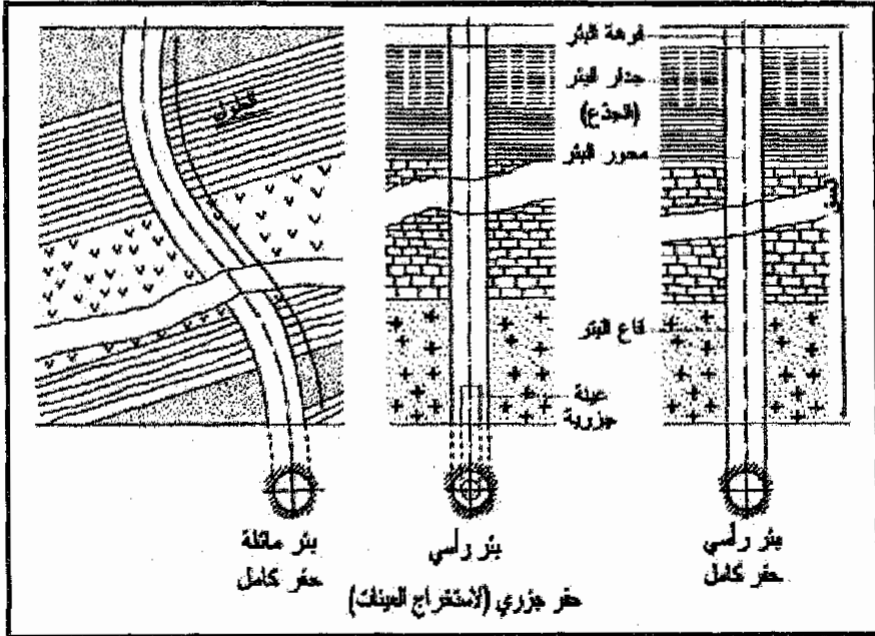 فوهة البئر
جدار البئر
(الجذع)
محور البئر
الطول
قاع البئر
عينة
جزرية
بئر رأسي
حفر كامل
بئر رأسي
حفر جزري (لاستخراج العينات)
بئر مائلة
حفر كامل